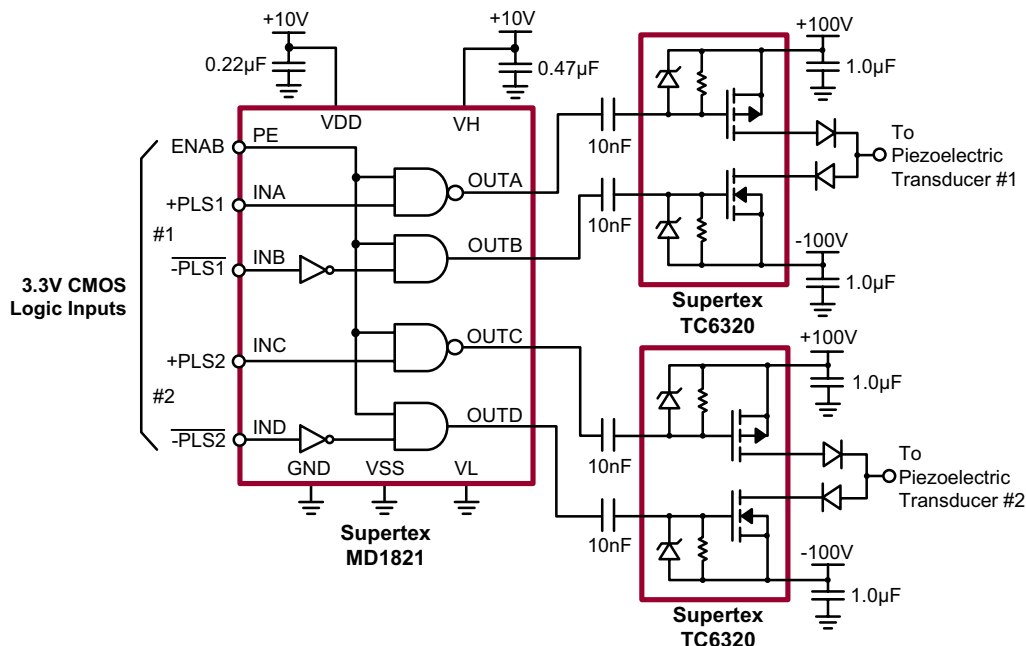 +10V
+10V
+100V
0.22µF
0.47µF
1.0µF
VDD
VH
ENAB
PE
10nF
To
Piezoelectric
Transducer #1
OUTA
+PLS1
INA
#1
OUTB
10nF
-PLS1
INB
-100V
1.0µF
3.3V CMOS
Logic Inputs
Supertex
TC6320
+PLS2
INC
OUTC
+100V
1.0µF
#2
OUTD
-PLS2
IND
10nF
To
Piezoelectric
Transducer #2
GND
VSS
VL
10nF
Supertex
MD1821
-100V
1.0µF
Supertex
TC6320